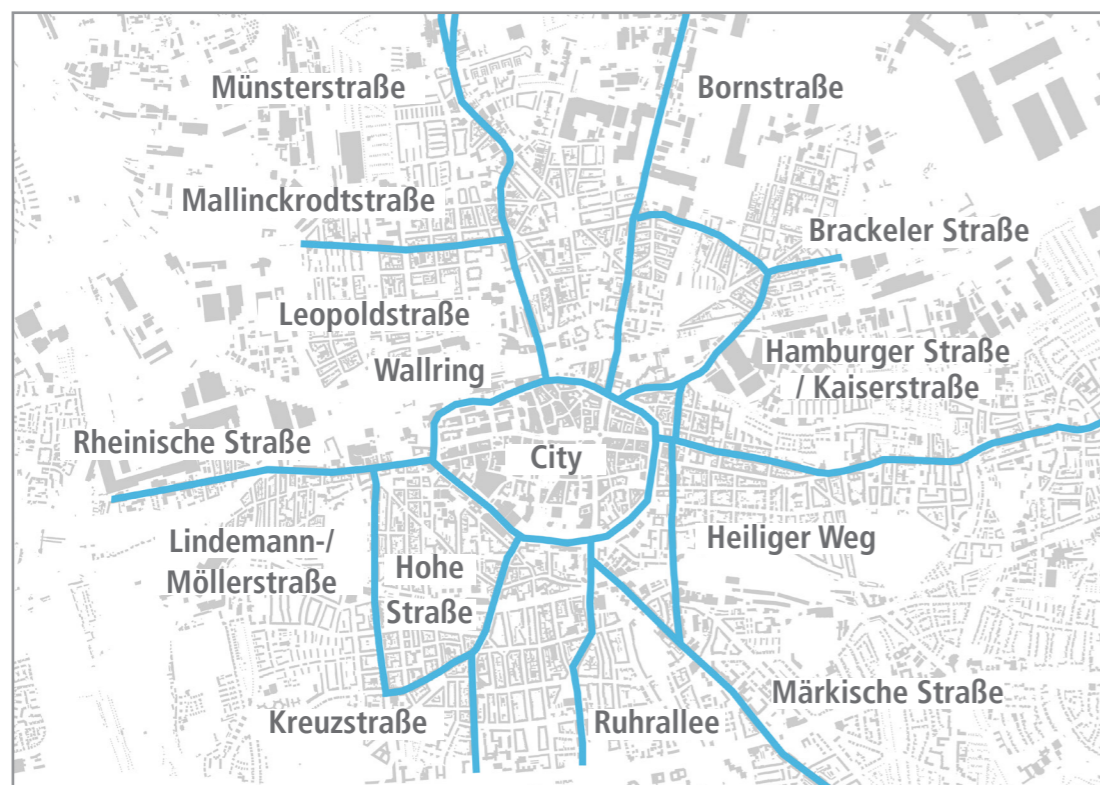 Münsterstraße
Bornstraße
Mallinckrodtstraße
Brackeler Straße
Leopoldstraße
Wallring
Hamburger Straße
/ Kaiserstraße
Rheinische Straße
City
Lindemann-/
Möllerstraße
Hohe
Straße
Heiliger Weg
Kreuzstraße
Ruhrallee
Märkische Straße